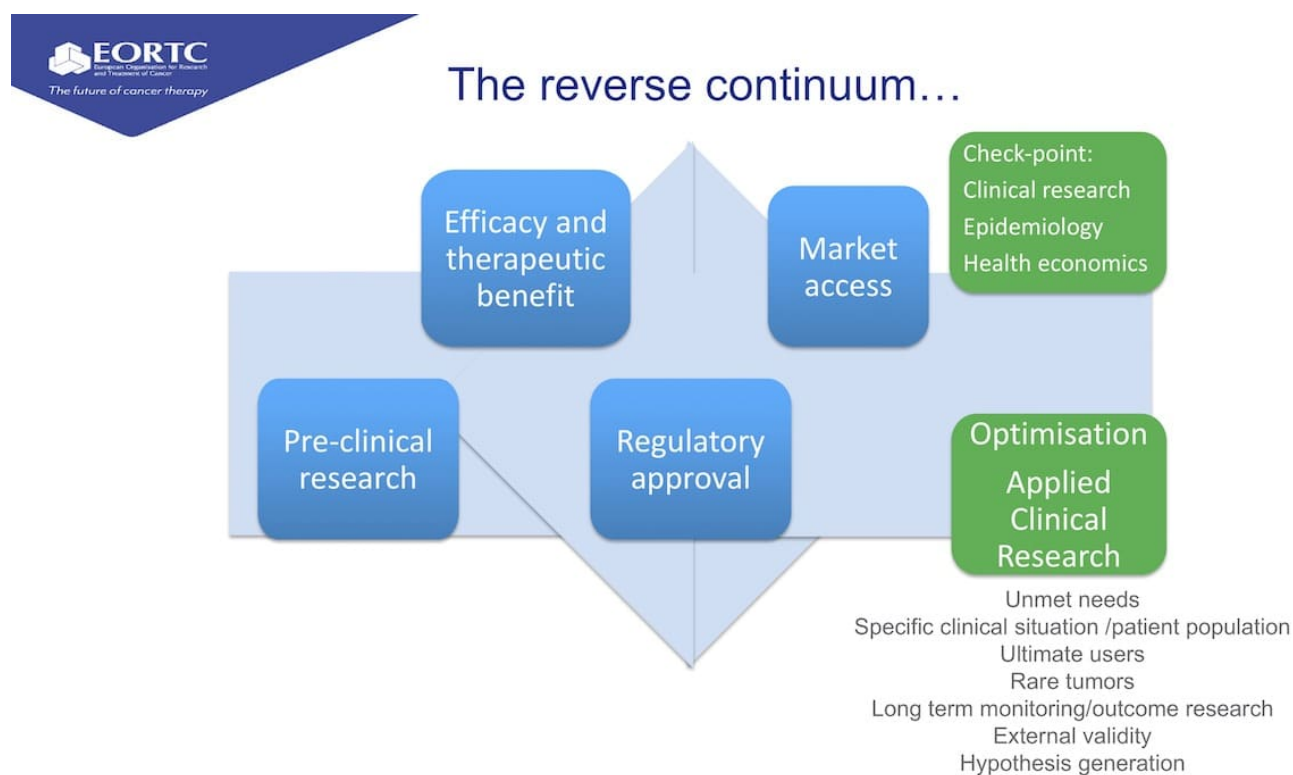 EORTC
European Organisation for Research
and Treatment of Cancer
The future of cancer therapy
The reverse continuum…
Efficacy and
therapeutic
benefit
Market
access
Check-point:
Clinical research
Epidemiology
Health economics
Pre-clinical
research
Regulatory
approval
Optimisation
Applied
Clinical
Research
Unmet needs
Specific clinical situation /patient population
Ultimate users
Rare tumors
Long term monitoring/outcome research
External validity
Hypothesis generation